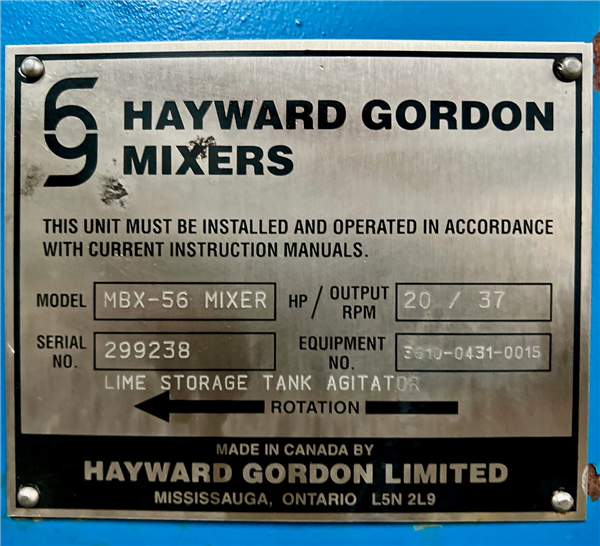 HAYWARD GORDON
MIXERS
THIS UNIT MUST BE INSTALLED AND OPERATED IN ACCORDANCE
WITH CURRENT INSTRUCTION MANUALS.
MODEL MBX-56 MIXER HP / OUTPUT RPM 20 / 37
SERIAL NO. 299238 EQUIPMENT NO. 3610-0431-0015
LIME STORAGE TANK AGITATOR
ROTATION
MADE IN CANADA BY
HAYWARD GORDON LIMITED
MISSISSAUGA, ONTARIO L5N 2L9